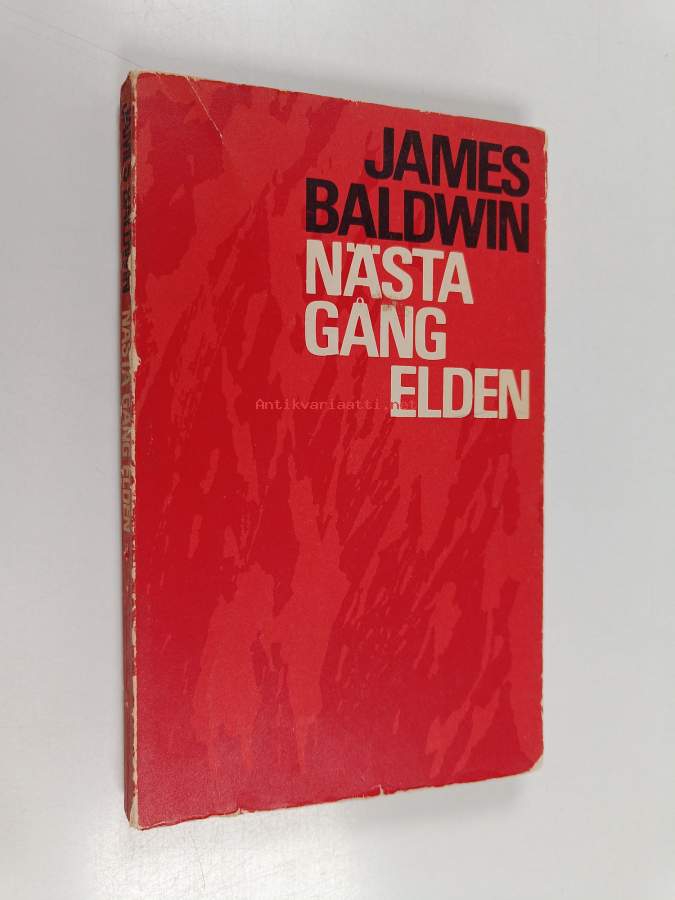 JAMES
BALDWIN
NÄSTA
GÅNG
ELDEN
Antikvariaatti.net
JAMES BALDWIN NÄSTA GÅNG ELDEN